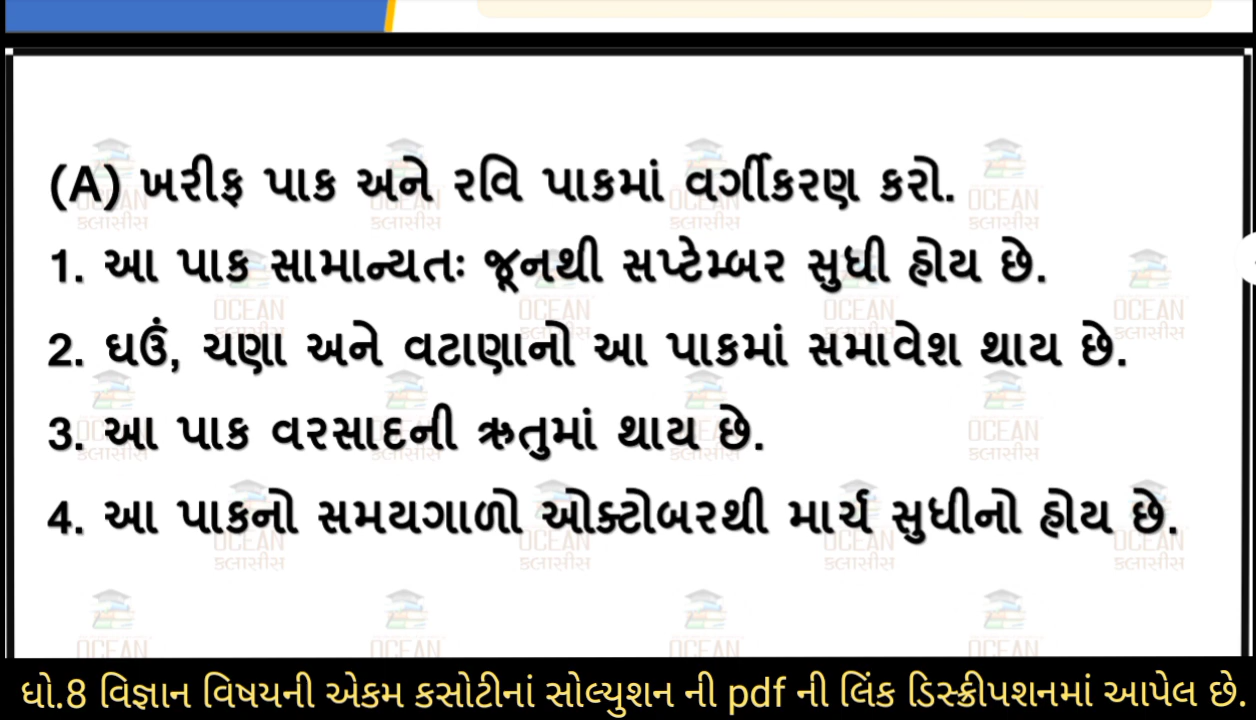 (A) ખરીફ પાક અને રવિ પાકમાં વર્ગીકરણ કરો.
1. આ પાક સામાન્યતઃ જૂનથી સપ્ટેમ્બર સુધી હોય છે.
2. ઘઉં, ચણા અને વટાણાનો આ પાકમાં સમાવેશ થાય છે.
3. આ પાક વરસાદની ઋતુમાં થાય છે.
4. આ પાકનો સમયગાળો ઓક્ટોબરથી માર્ચ સુધીનો હોય છે.
OCEAN
ક્લાસીસ
ધો.8 વિજ્ઞાન વિષયની એકમ કસોટીનાં સોલ્યુશન ની pdf ની લિંક ડિસ્ક્રીપશનમાં આપેલ છે.